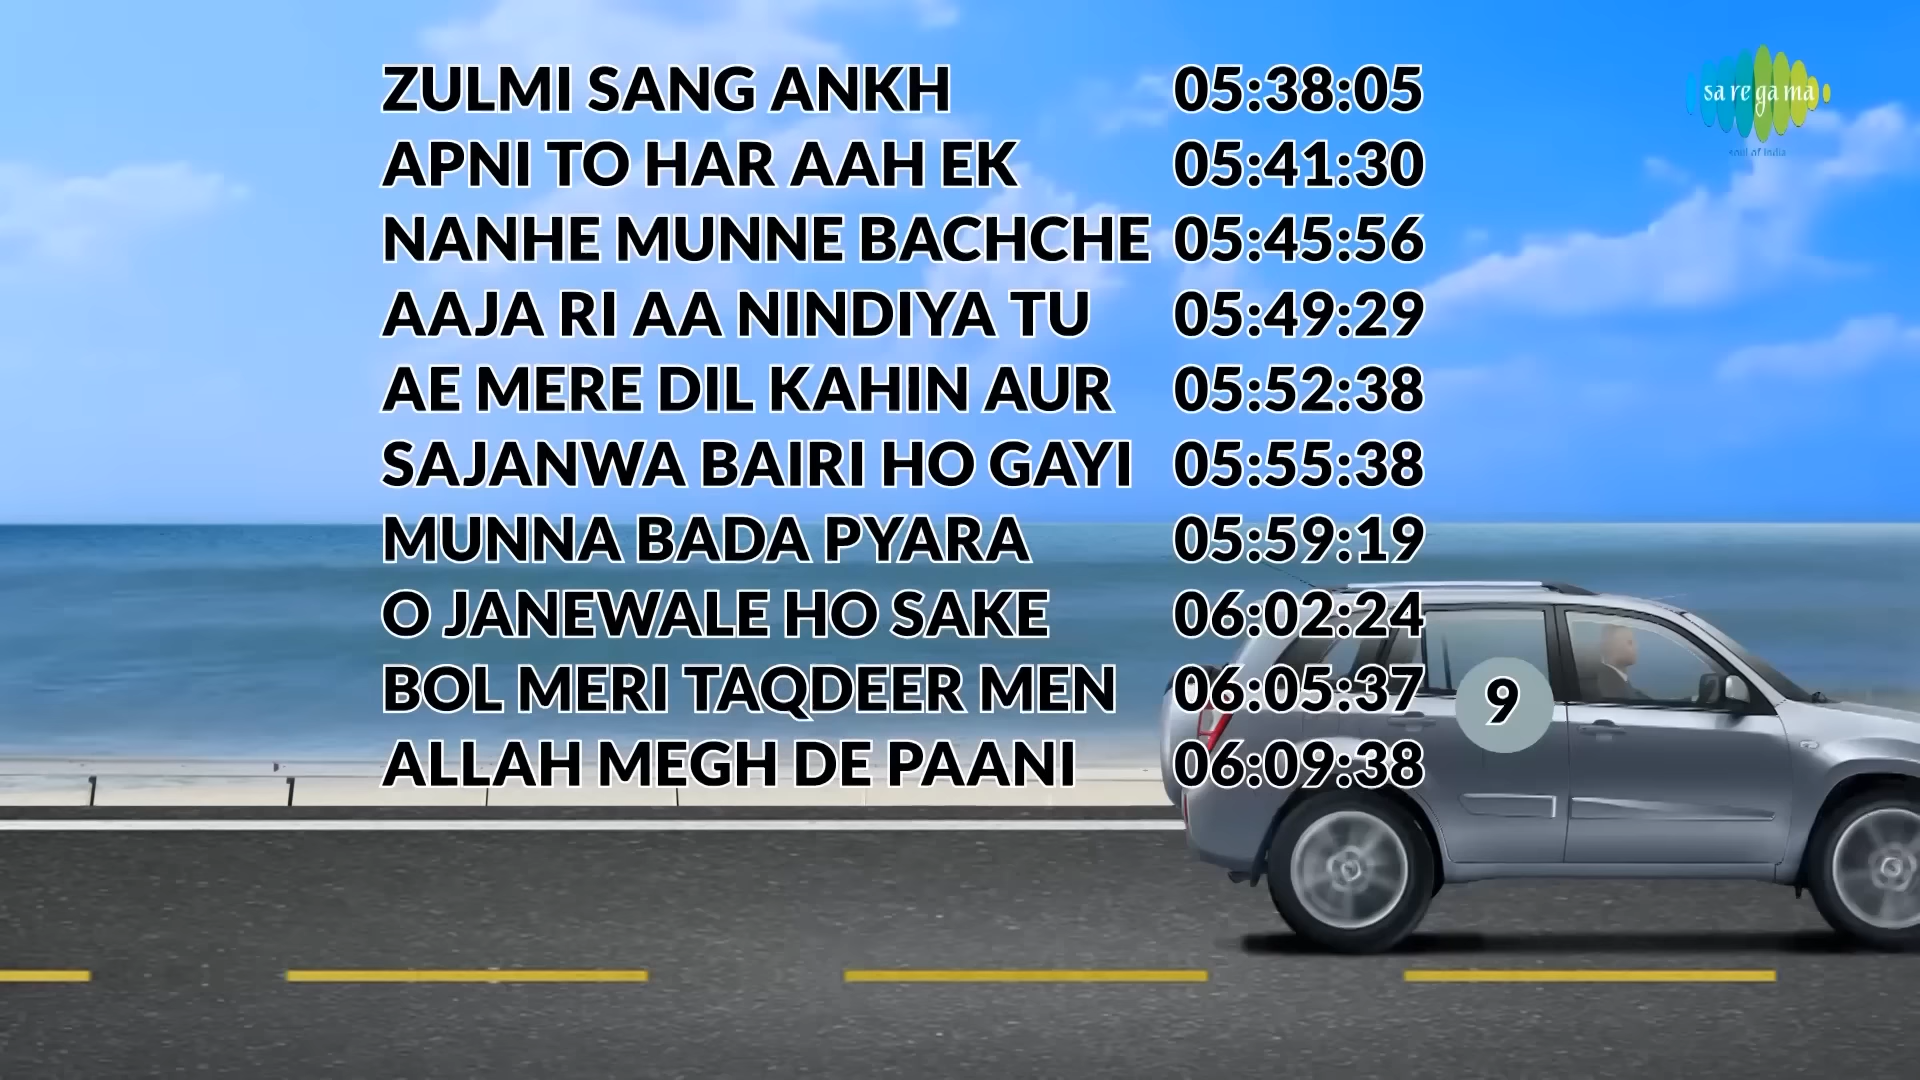 ZULMI SANG ANKH 05:38:05
APNI TO HAR AAH EK 05:41:30
NANHE MUNNE BACHCHE 05:45:56
AAJA RI AA NINDIYA TU 05:49:29
AE MERE DIL KAHIN AUR 05:52:38
SAJANWA BAIRI HO GAYI 05:55:38
MUNNA BADA PYARA 05:59:19
O JANEWALE HO SAKE 06:02:24
BOL MERI TAQDEER MEN 06:05:37
ALLAH MEGH DE PAANI 06:09:38
9
sa re ga ma
soul of india